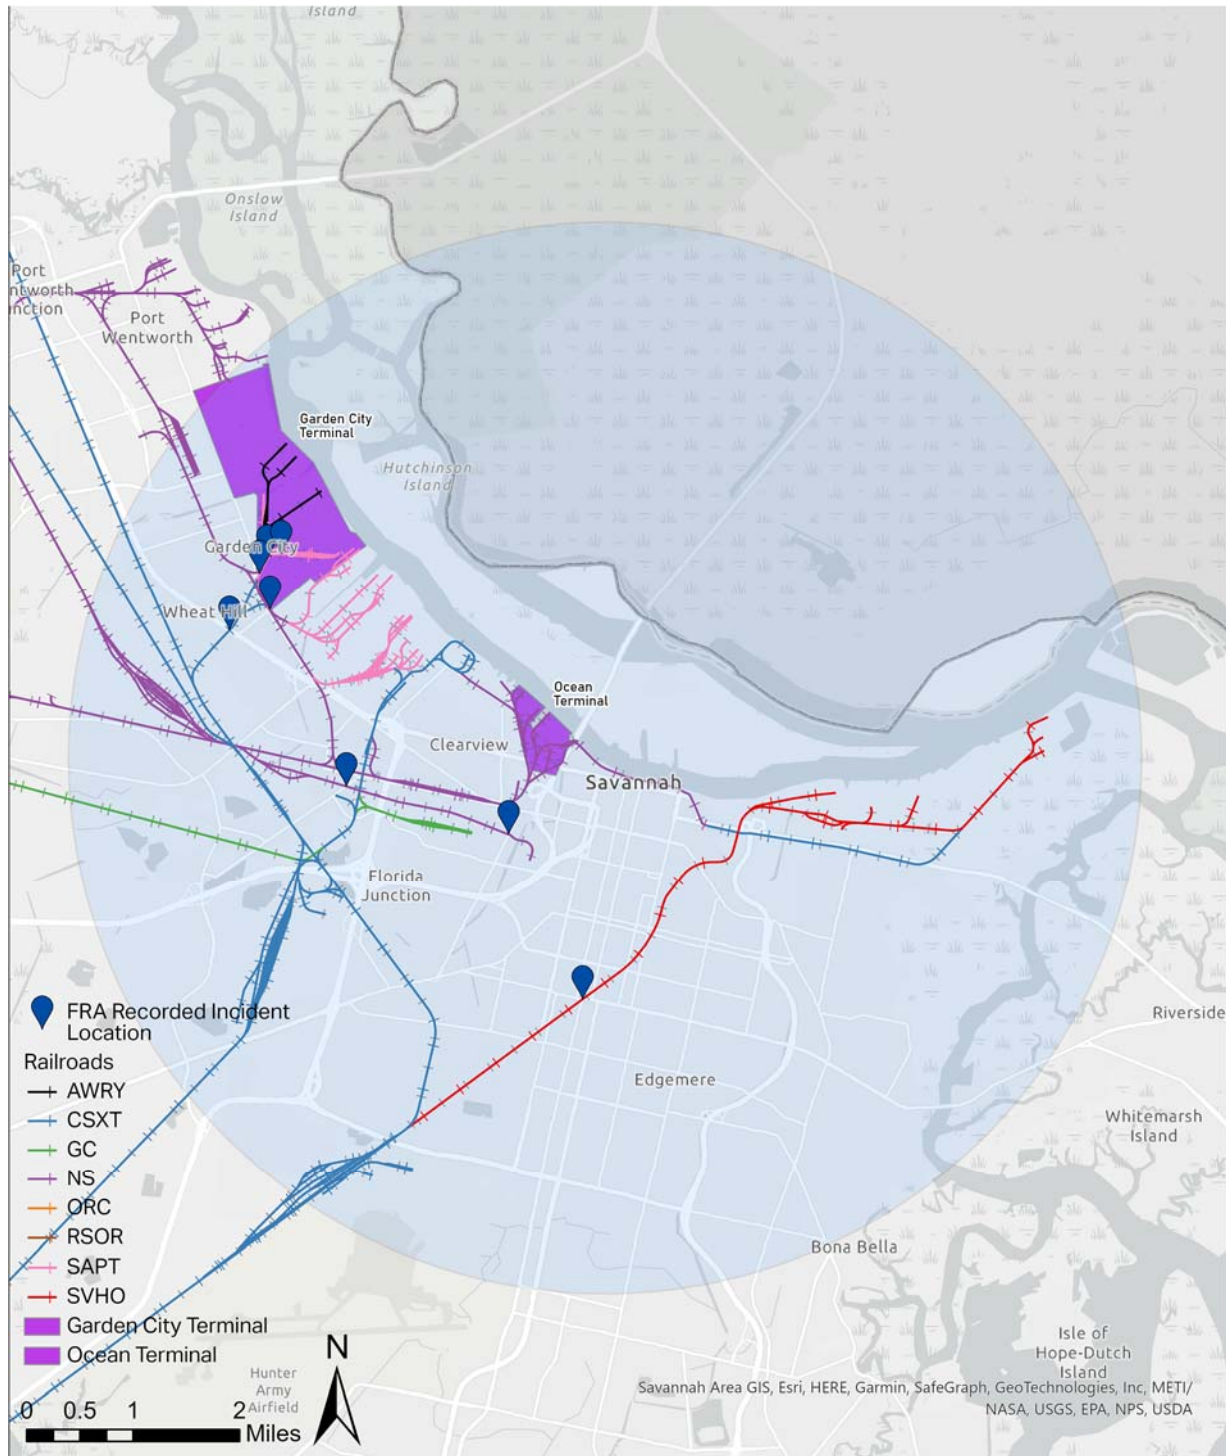 Island
Onslow
Island
Port
ntworth
nction
Port
Wentworth
Garden City
Terminal
Hutchinson
Island
Garden City
Wheat Hill
Ocean
Terminal
Clearview
Savannah
Florida
Junction
Riverside
Edgemere
Whitemarsh
Island
Bona Bella
Isle of
Hope-Dutch
Island
Hunter
Army
Airfield
FRA Recorded Incident
Location
Railroads
AWRY
CSXT
GC
NS
ORC
RSOR
SAPT
SVHO
Garden City Terminal
Ocean Terminal
N
0 0.5 1 2
Miles
Savannah Area GIS, Esri, HERE, Garmin, SafeGraph, GeoTechnologies, Inc, METI/
NASA, USGS, EPA, NPS, USDA